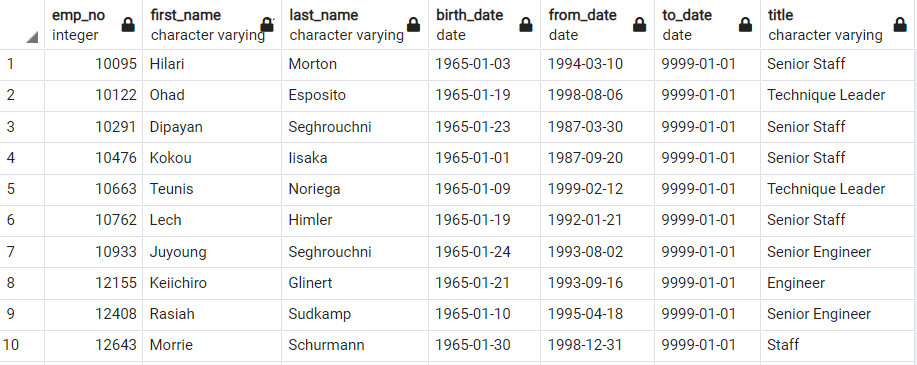 emp_no first_name last_name birth_date from_date to_date title
integer character varying character varying date date date character varying
1 10095 Hilari Morton 1965-01-03 1994-03-10 9999-01-01 Senior Staff
2 10122 Ohad Esposito 1965-01-19 1998-08-06 9999-01-01 Technique Leader
3 10291 Dipayan Seghrouchni 1965-01-23 1987-03-30 9999-01-01 Senior Staff
4 10476 Kokou Iisaka 1965-01-01 1987-09-20 9999-01-01 Senior Staff
5 10663 Teunis Noriega 1965-01-09 1999-02-12 9999-01-01 Technique Leader
6 10762 Lech Himler 1965-01-19 1992-01-21 9999-01-01 Senior Staff
7 10933 Juyoung Seghrouchni 1965-01-24 1993-08-02 9999-01-01 Senior Engineer
8 12155 Keiichiro Glinert 1965-01-21 1993-09-16 9999-01-01 Engineer
9 12408 Rasiah Sudkamp 1965-01-10 1995-04-18 9999-01-01 Senior Engineer
10 12643 Morrie Schurmann 1965-01-30 1998-12-31 9999-01-01 Staff